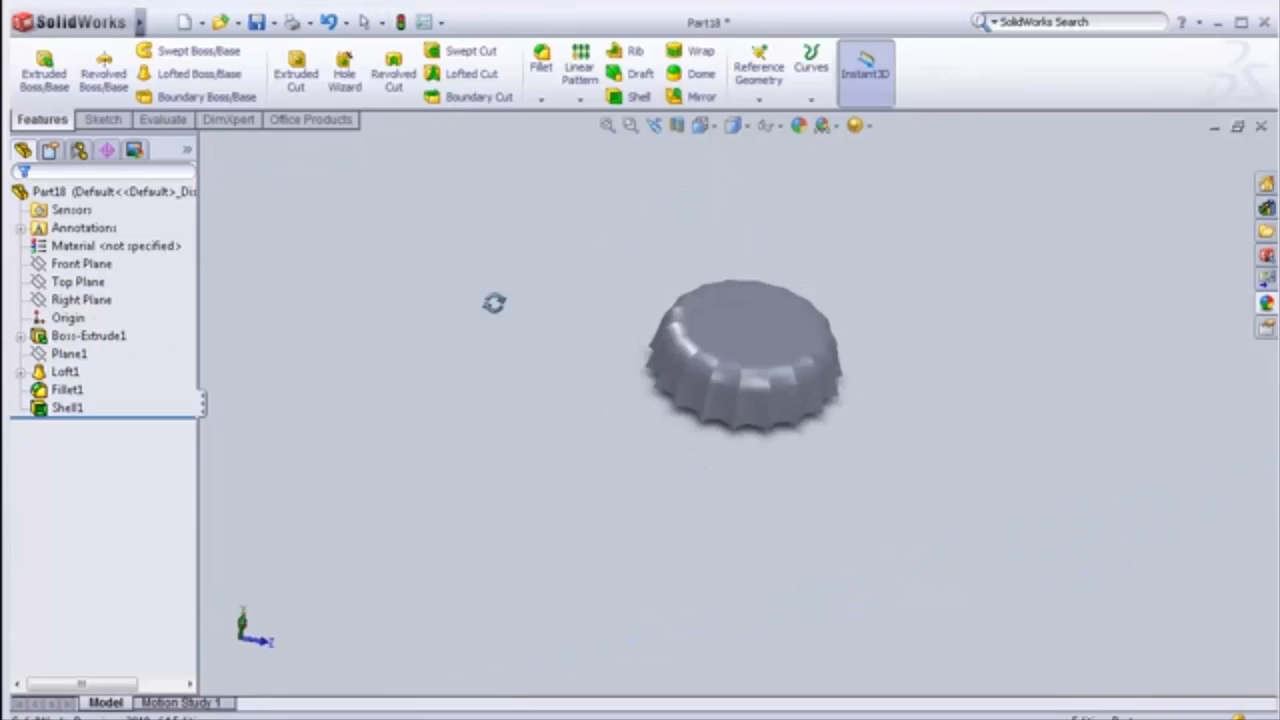 SolidWorks
Part18 *
SolidWorks Search
Extruded Boss/Base
Revolved Boss/Base
Swept Boss/Base
Lofted Boss/Base
Boundary Boss/Base
Extruded Cut
Hole Wizard
Revolved Cut
Swept Cut
Lofted Cut
Boundary Cut
Fillet
Linear Pattern
Rib
Draft
Shell
Wrap
Dome
Mirror
Reference Geometry
Curves
Instant3D
Features
Sketch
Evaluate
DimXpert
Office Products
Part18 (Default<<Default>_Dis
Sensors
Annotations
Material <not specified>
Front Plane
Top Plane
Right Plane
Origin
Boss-Extrude1
Plane1
Loft1
Fillet1
Shell1
Model
Motion Study 1